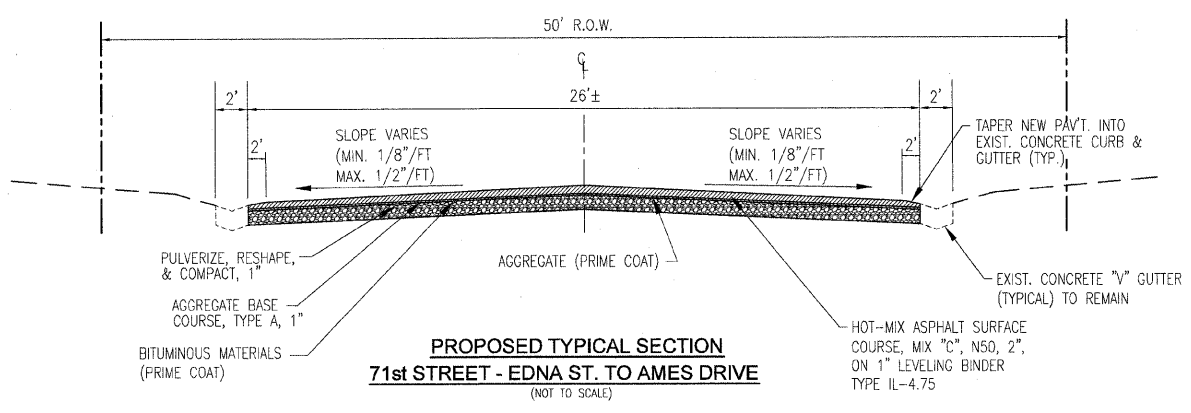 50' R.O.W.
℄
2'
26'±
2'
SLOPE VARIES
(MIN. 1/8"/FT
MAX. 1/2"/FT)
2'
SLOPE VARIES
(MIN. 1/8"/FT
MAX. 1/2"/FT)
2'
TAPER NEW PAV'T. INTO
EXIST. CONCRETE CURB &
GUTTER (TYP.)
PULVERIZE, RESHAPE,
& COMPACT, 1"
AGGREGATE (PRIME COAT)
EXIST. CONCRETE "V" GUTTER
(TYPICAL) TO REMAIN
AGGREGATE BASE
COURSE, TYPE A, 1"
BITUMINOUS MATERIALS
(PRIME COAT)
HOT-MIX ASPHALT SURFACE
COURSE, MIX "C", N50, 2",
ON 1" LEVELING BINDER
TYPE IL-4.75
PROPOSED TYPICAL SECTION
71st STREET - EDNA ST. TO AMES DRIVE
(NOT TO SCALE)